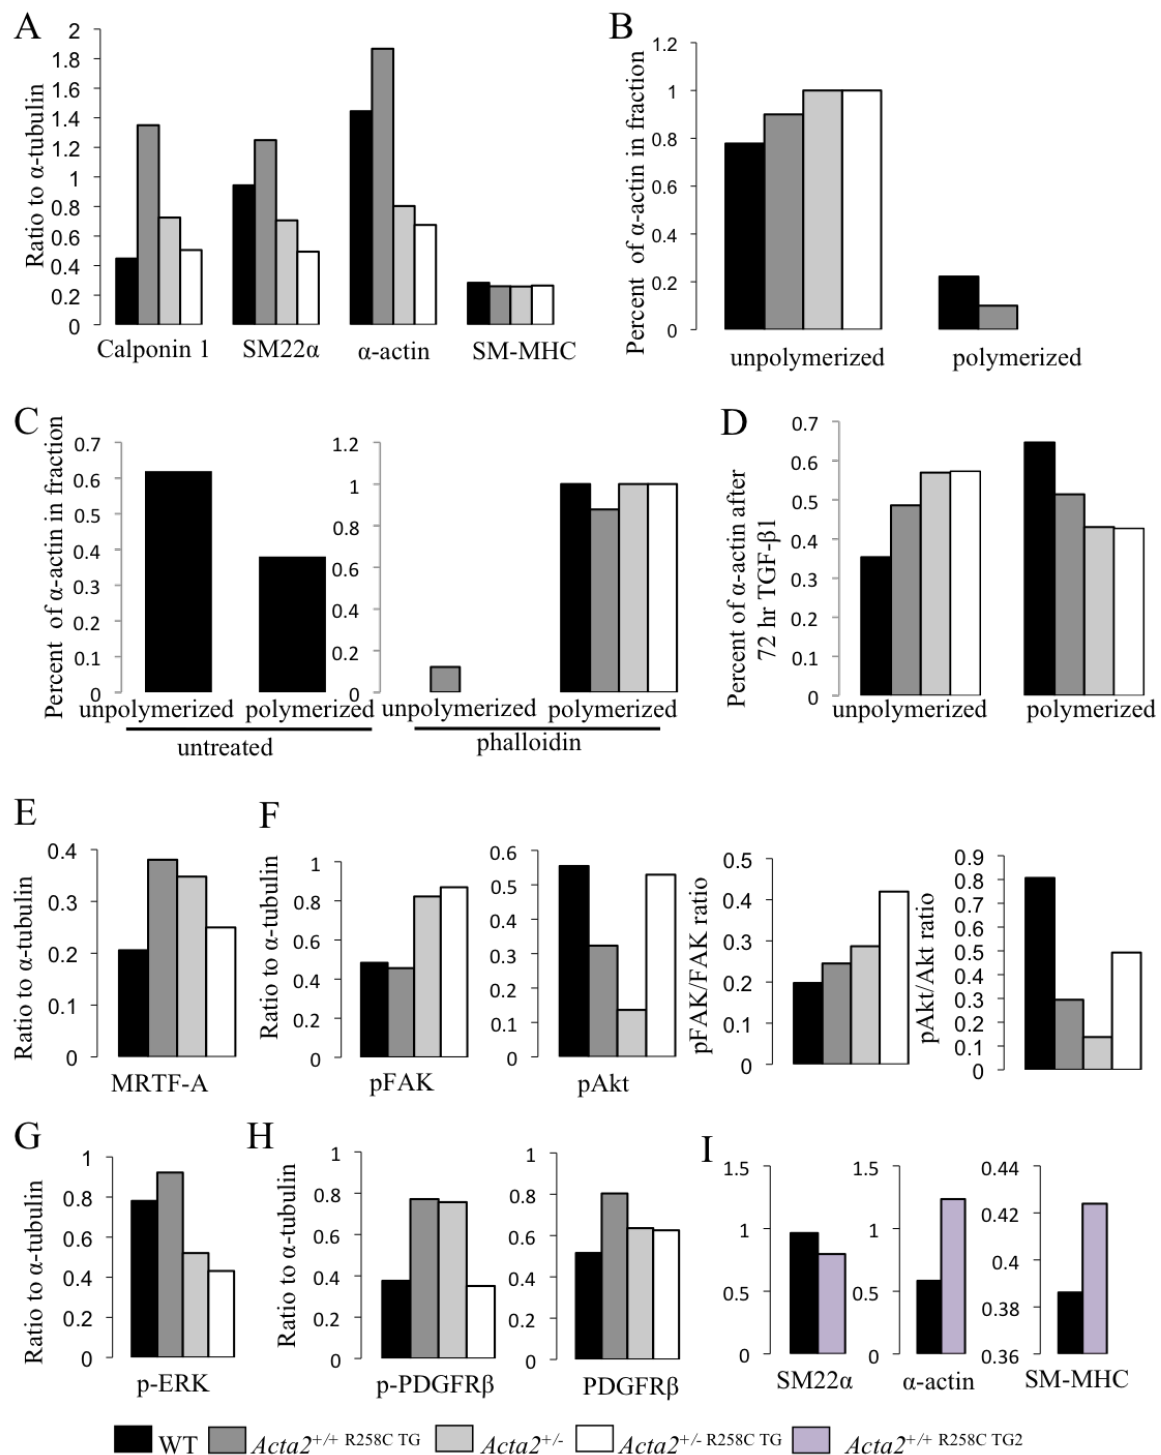 A
Ratio to α-tubulin
2
1.8
1.6
1.4
1.2
1
0.8
0.6
0.4
0.2
0
Calponin 1 SM22α α-actin SM-MHC
B
Percent of α-actin in fraction
1.2
1
0.8
0.6
0.4
0.2
0
unpolymerized polymerized
C
Percent of α-actin in fraction
0.7
0.6
0.5
0.4
0.3
0.2
0.1
0
unpolymerized polymerized
untreated
1.2
1
0.8
0.6
0.4
0.2
0
unpolymerized polymerized
phalloidin
D
Percent of α-actin after
72 hr TGF-β1
0.7
0.6
0.5
0.4
0.3
0.2
0.1
0
unpolymerized polymerized
E
Ratio to α-tubulin
0.4
0.3
0.2
0.1
0
MRTF-A
F
Ratio to α-tubulin
1
0.8
0.6
0.4
0.2
0
pFAK
0.6
0.5
0.4
0.3
0.2
0.1
0
pAkt
pFAK/FAK ratio
0.5
0.4
0.3
0.2
0.1
0
pAkt/Akt ratio
0.9
0.8
0.7
0.6
0.5
0.4
0.3
0.2
0.1
0
G
Ratio to α-tubulin
1
0.8
0.6
0.4
0.2
0
p-ERK
H
Ratio to α-tubulin
1
0.8
0.6
0.4
0.2
0
p-PDGFRβ
1
0.8
0.6
0.4
0.2
0
PDGFRβ
I
1.5
1
0.5
0
SM22α
1.5
1
0.5
0
α-actin
0.44
0.42
0.4
0.38
0.36
SM-MHC
WT Acta2+/+ R258C TG Acta2+/- Acta2+/- R258C TG Acta2+/+ R258C TG2